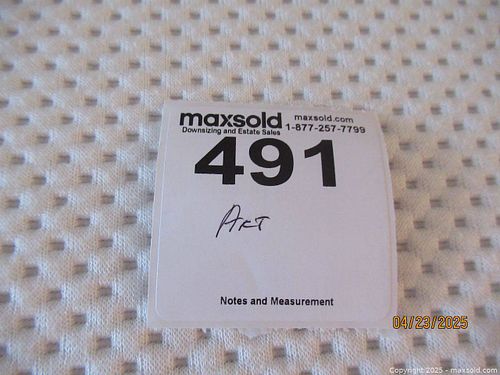 maxsold maxsold.com
Downsizing and Estate Sales 1-877-257-7799
491
Art
Notes and Measurement
04/23/2025
Copyright 2025 - maxsold.com